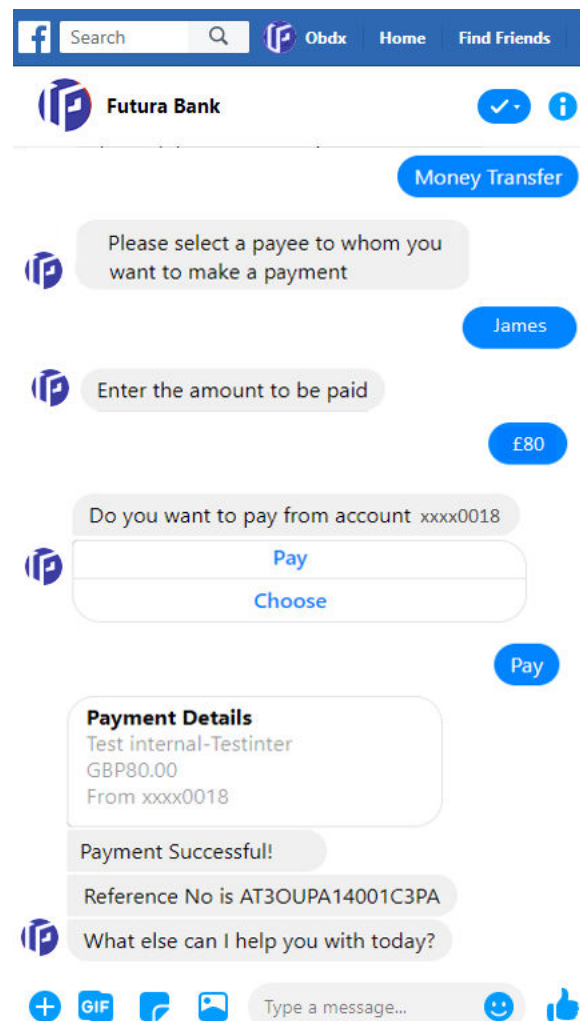 Search
Obdx
Home
Find Friends
Futura Bank
Money Transfer
Please select a payee to whom you
want to make a payment
James
Enter the amount to be paid
£80
Do you want to pay from account xxxx0018
Pay
Choose
Pay
Payment Details
Test internal-Testinter
GBP80.00
From xxxx0018
Payment Successful!
Reference No is AT3OUPA14001C3PA
What else can I help you with today?
GIF
Type a message...